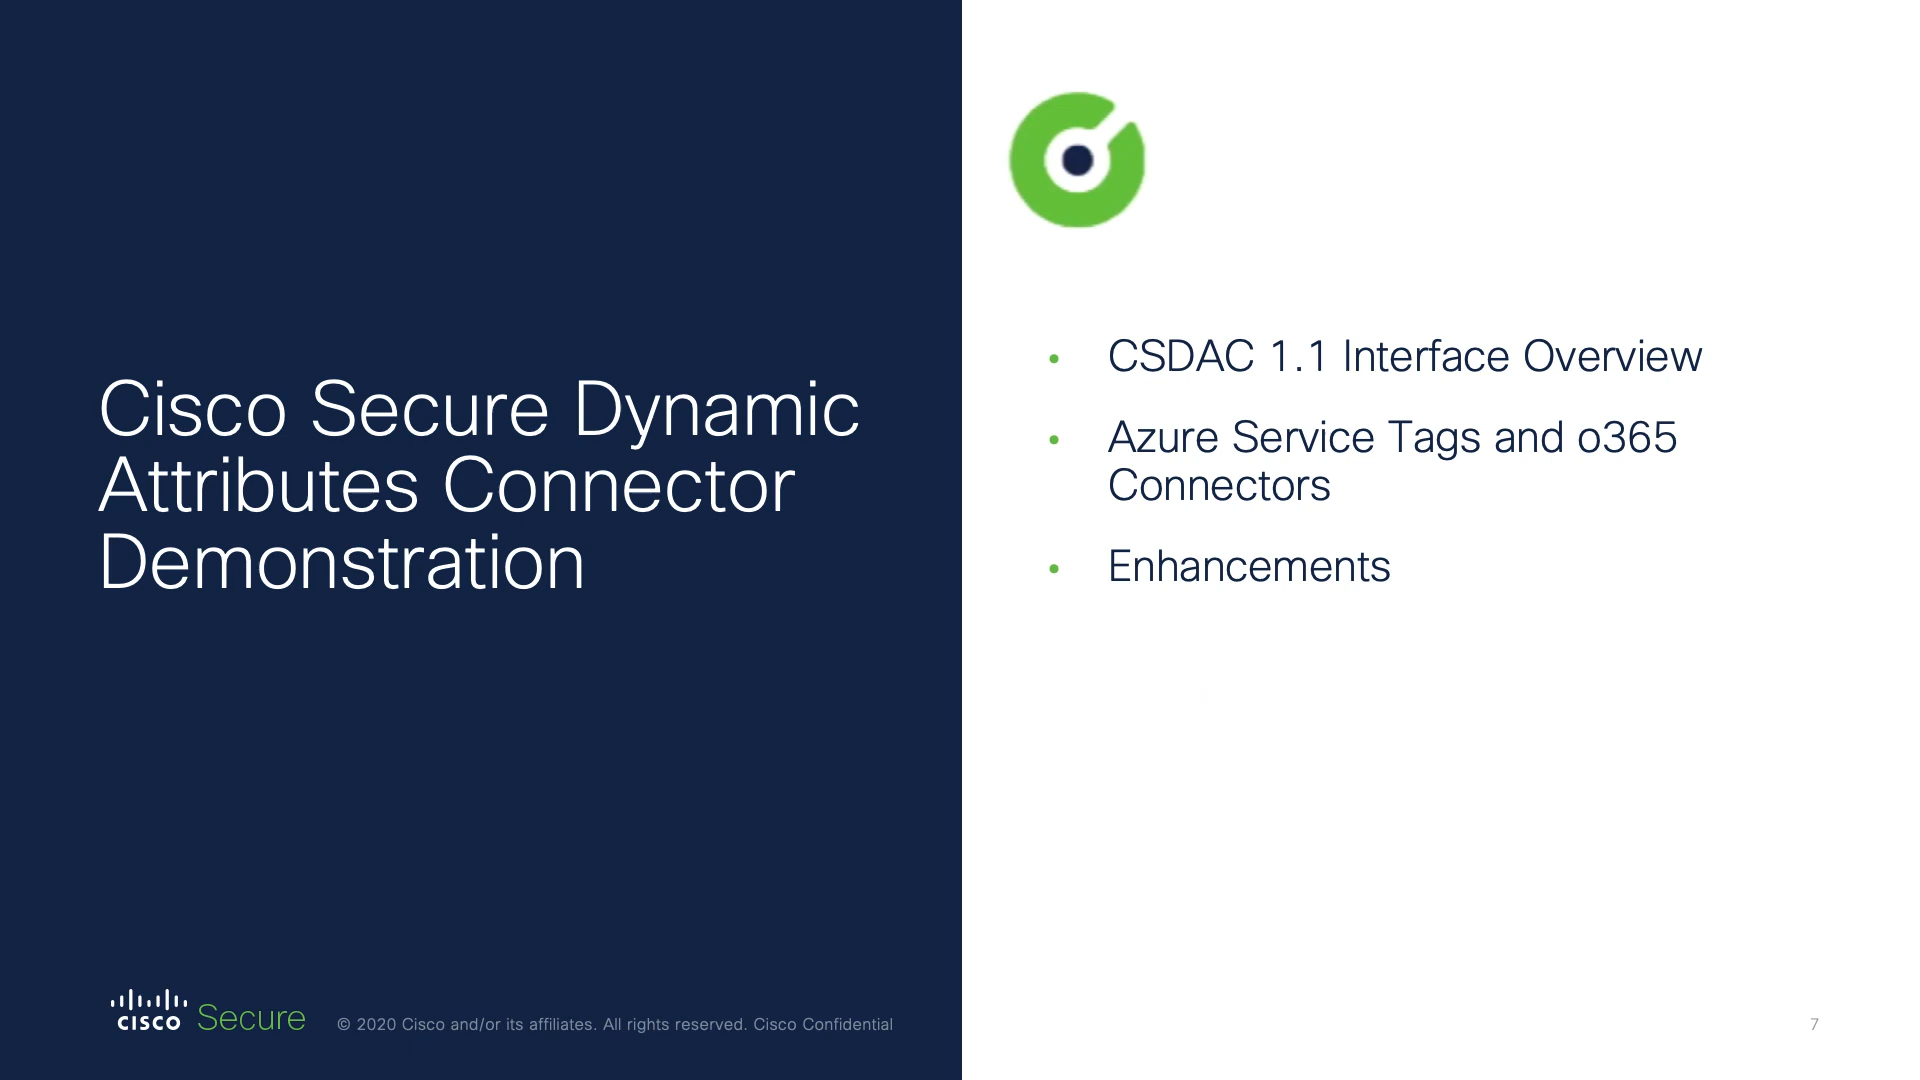 Cisco Secure Dynamic
Attributes Connector
Demonstration
• CSDAC 1.1 Interface Overview
• Azure Service Tags and o365
Connectors
• Enhancements
cisco Secure
© 2020 Cisco and/or its affiliates. All rights reserved. Cisco Confidential
7